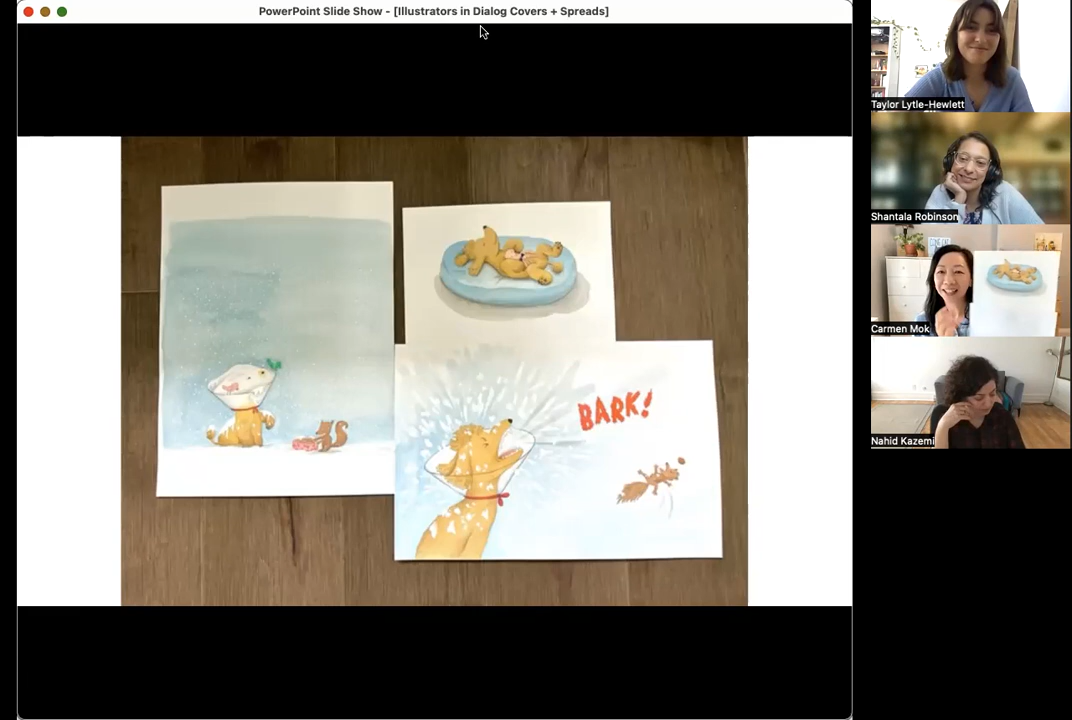 PowerPoint Slide Show - [Illustrators in Dialog Covers + Spreads]
BARK!
Taylor Lytle-Hewlett
Shantala Robinson
Carmen Mok
Nahid Kazemi